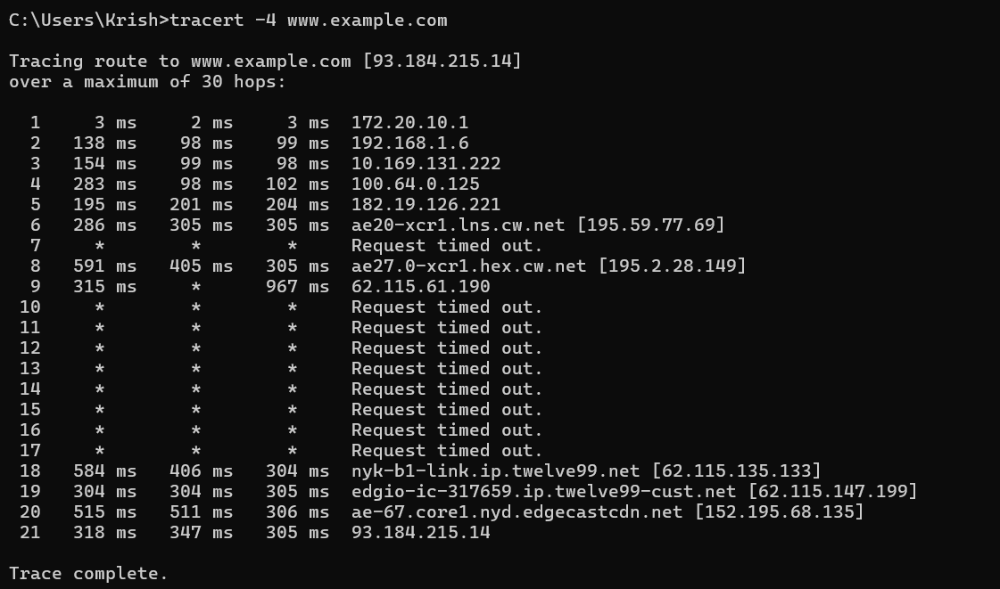 C:\Users\Krish>tracert -4 www.example.com
Tracing route to www.example.com [93.184.215.14]
over a maximum of 30 hops:
1 3 ms 2 ms 3 ms 172.20.10.1
2 138 ms 98 ms 99 ms 192.168.1.6
3 154 ms 99 ms 98 ms 10.169.131.222
4 283 ms 98 ms 102 ms 100.64.0.125
5 195 ms 201 ms 204 ms 182.19.126.221
6 286 ms 305 ms 305 ms ae20-xcr1.lns.cw.net [195.59.77.69]
7 * * * Request timed out.
8 591 ms 405 ms 305 ms ae27.0-xcr1.hex.cw.net [195.2.28.149]
9 315 ms * 967 ms 62.115.61.190
10 * * * Request timed out.
11 * * * Request timed out.
12 * * * Request timed out.
13 * * * Request timed out.
14 * * * Request timed out.
15 * * * Request timed out.
16 * * * Request timed out.
17 * * * Request timed out.
18 584 ms 406 ms 304 ms nyk-b1-link.ip.twelve99.net [62.115.135.133]
19 304 ms 304 ms 305 ms edgio-ic-317659.ip.twelve99-cust.net [62.115.147.199]
20 515 ms 511 ms 306 ms ae-67.core1.nyd.edgecastcdn.net [152.195.68.135]
21 318 ms 347 ms 305 ms 93.184.215.14
Trace complete.